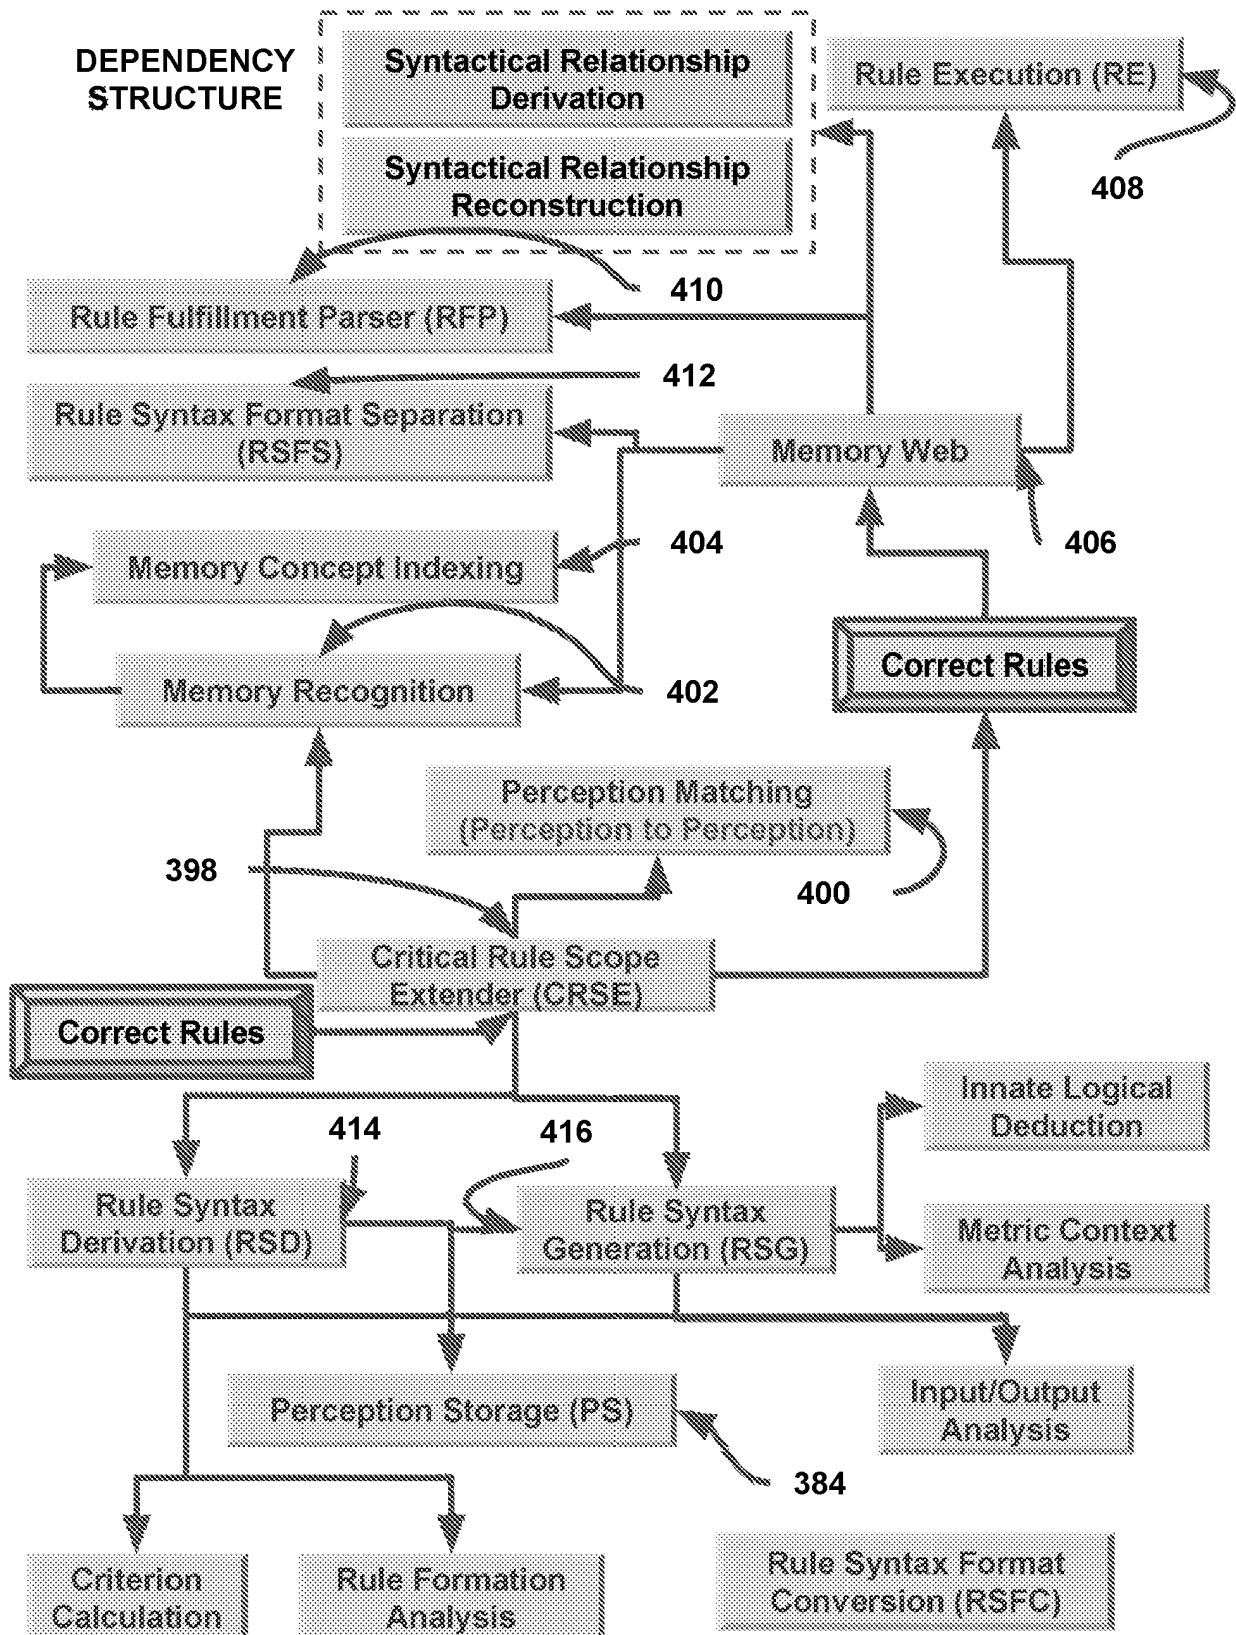 DEPENDENCY
STRUCTURE
Syntactical Relationship
Derivation
Syntactical Relationship
Reconstruction
Rule Execution (RE)
408
410
Rule Fulfillment Parser (RFP)
412
Rule Syntax Format Separation
(RSFS)
Memory Web
404
406
Memory Concept Indexing
Correct Rules
Memory Recognition
402
Perception Matching
(Perception to Perception)
398
400
Critical Rule Scope
Extender (CRSE)
Correct Rules
414
416
Innate Logical
Deduction
Rule Syntax
Derivation (RSD)
Rule Syntax
Generation (RSG)
Metric Context
Analysis
Perception Storage (PS)
Input/Output
Analysis
384
Criterion
Calculation
Rule Formation
Analysis
Rule Syntax Format
Conversion (RSFC)